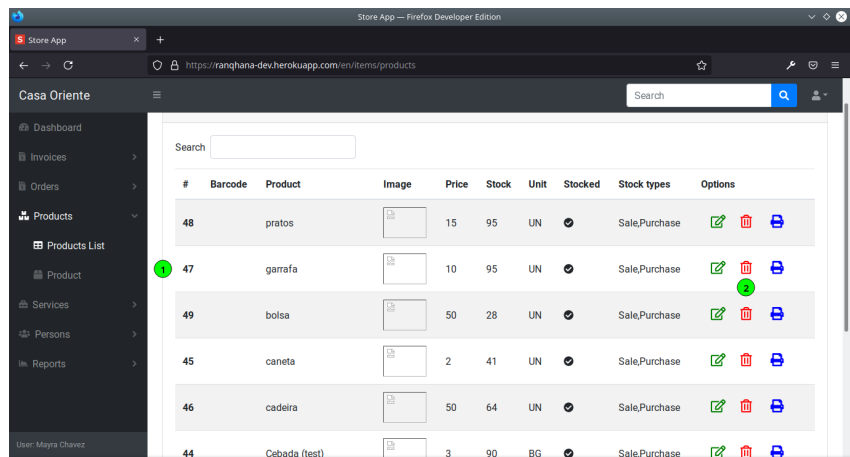 Store App — Firefox Developer Edition
S Store App × +
https://ranqhana-dev.herokuapp.com/en/items/products
Casa Oriente
Search
Dashboard
Invoices
Orders
Products
Products List
Product
Services
Persons
Reports
User: Mayra Chavez
Search
# Barcode Product Image Price Stock Unit Stocked Stock types Options
48 pratos 15 95 UN Sale,Purchase
1 47 garrafa 10 95 UN Sale,Purchase
2
49 bolsa 50 28 UN Sale,Purchase
45 caneta 2 41 UN Sale,Purchase
46 cadeira 50 64 UN Sale,Purchase
44 Cebada (test) 3 90 BG Sale,Purchase